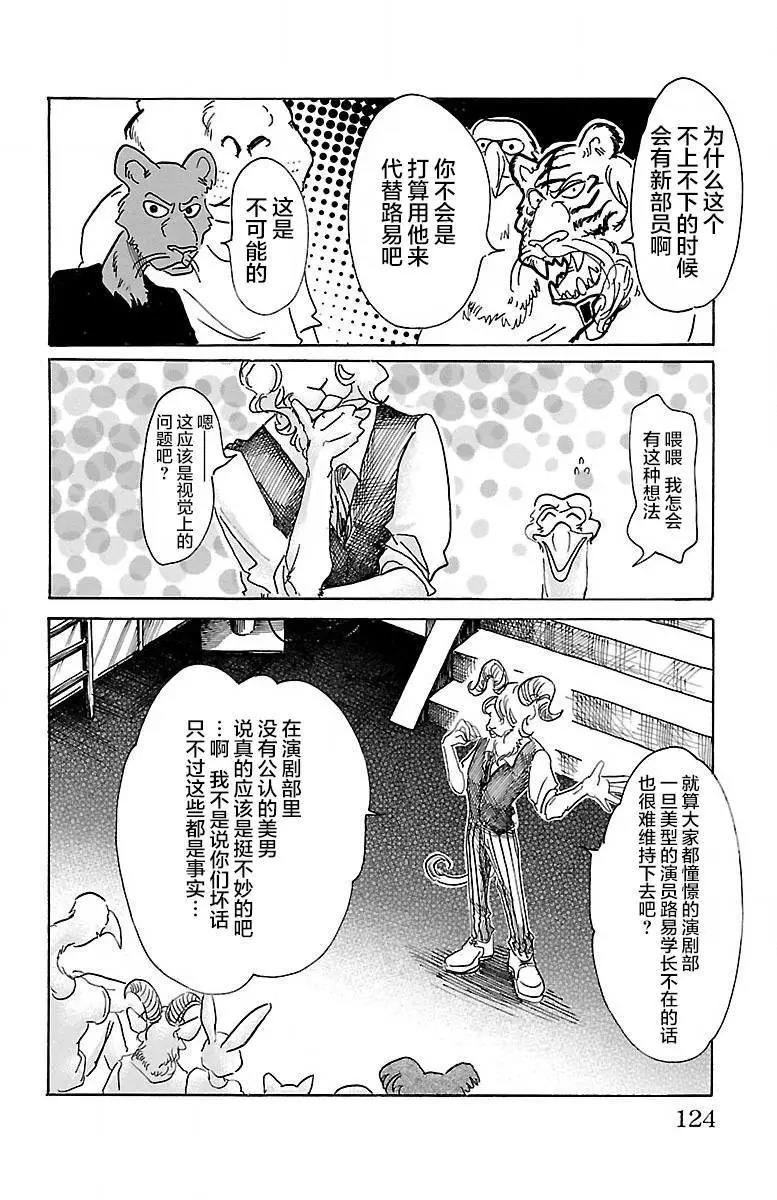 为什么这个
不上不下的时候
会有新部员啊
你不会是
打算用他来
代替路易吧
这是
不可能的
喂喂 我怎会
有这种想法
嗯——
这应该是视觉上的
问题吧？
就算大家都憧憬的演剧部
一旦美型的演员路易学长不在的话
也很难维持下去吧？
在演剧部里
没有公认的美男
说真的应该是挺不妙的吧
…啊 我不是说你们坏话
只不过这些都是事实…
124